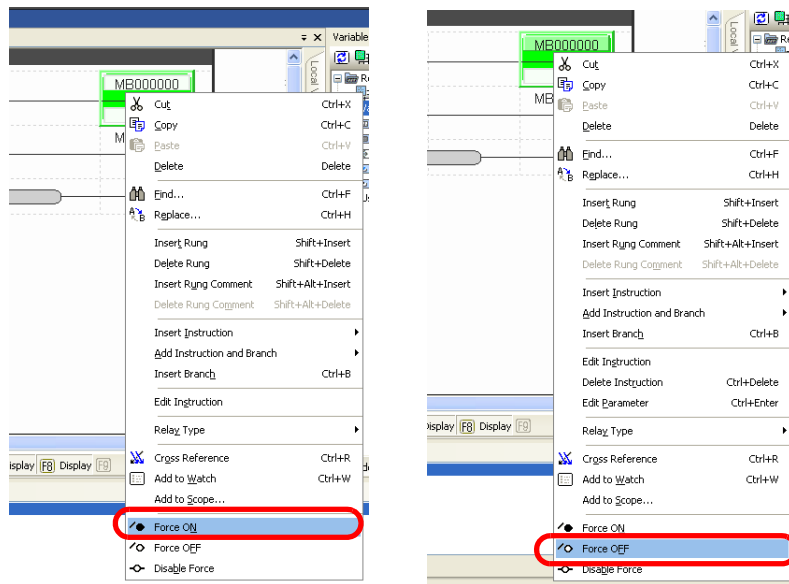 Variable
MB000000
Local V
Re
M
Cut Ctrl+X
Copy Ctrl+C
Paste Ctrl+V
Delete Delete
Find... Ctrl+F
Replace... Ctrl+H
Insert Rung Shift+Insert
Delete Rung Shift+Delete
Insert Rung Comment Shift+Alt+Insert
Delete Rung Comment Shift+Alt+Delete
Insert Instruction
Add Instruction and Branch
Insert Branch Ctrl+B
Edit Instruction
Relay Type
Cross Reference Ctrl+R
Add to Watch Ctrl+W
Add to Scope...
Force ON
Force OFF
Disable Force
isplay F8 Display F9
MB000000
Local V
Re
MB
Cut Ctrl+X
Copy Ctrl+C
Paste Ctrl+V
Delete Delete
Find... Ctrl+F
Replace... Ctrl+H
Insert Rung Shift+Insert
Delete Rung Shift+Delete
Insert Rung Comment Shift+Alt+Insert
Delete Rung Comment Shift+Alt+Delete
Insert Instruction
Add Instruction and Branch
Insert Branch Ctrl+B
Edit Instruction
Delete Instruction Ctrl+Delete
Edit Parameter Ctrl+Enter
Relay Type
Cross Reference Ctrl+R
Add to Watch Ctrl+W
Add to Scope...
Force ON
Force OFF
Disable Force
Display F8 Display F9